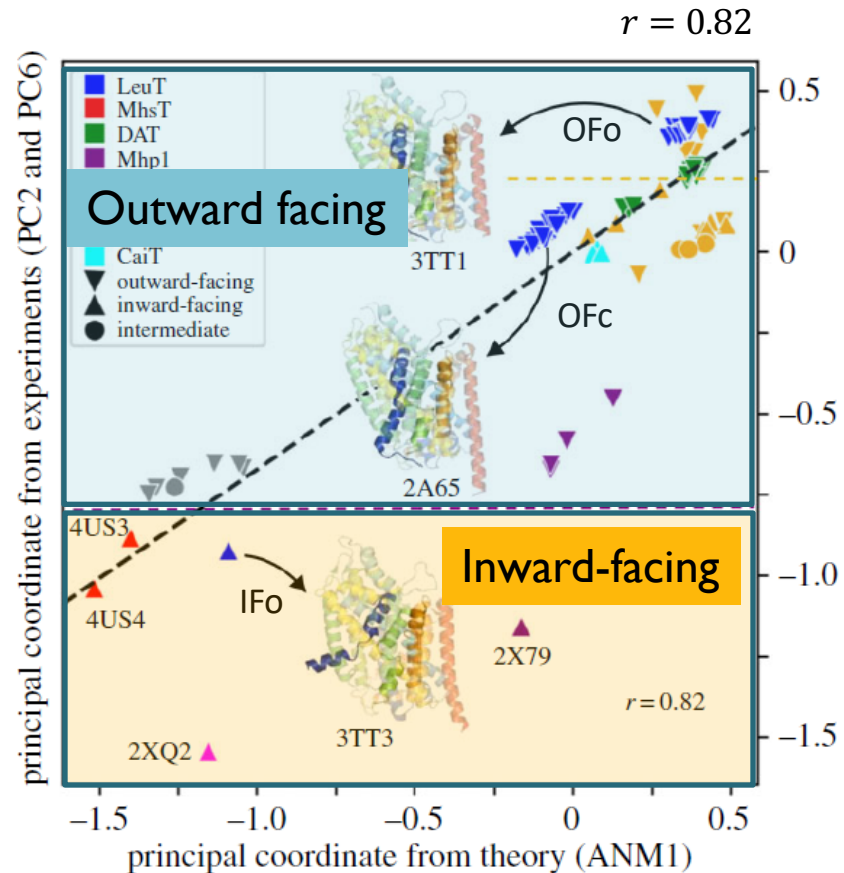 r = 0.82
principal coordinate from experiments (PC2 and PC6)
LeuT
MhsT
DAT
Mhp1
CaiT
outward-facing
inward-facing
intermediate
Outward facing
OFo
3TT1
OFc
2A65
0.5
0
−0.5
−1.0
−1.5
4US3
4US4
IFo
Inward-facing
2X79
r = 0.82
3TT3
2XQ2
−1.5 −1.0 −0.5 0 0.5
principal coordinate from theory (ANM1)